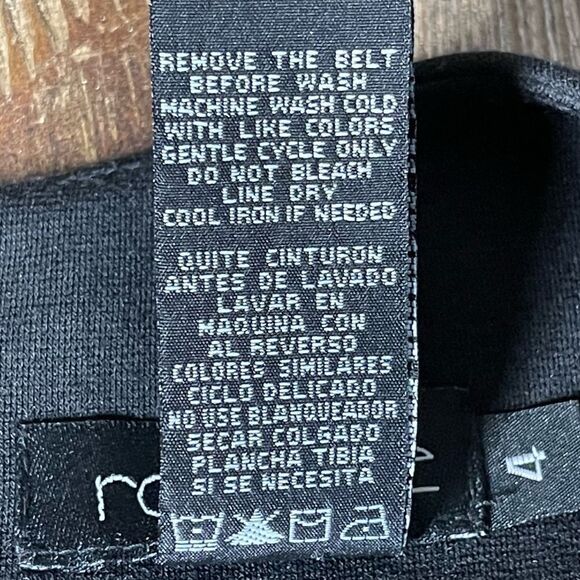 REMOVE THE BELT
BEFORE WASH
MACHINE WASH COLD
WITH LIKE COLORS
GENTLE CYCLE ONLY
DO NOT BLEACH
LINE DRY
COOL IRON IF NEEDED
QUITE CINTURON
ANTES DE LAVADO
LAVAR EN
MAQUINA CON
AL REVERSO
COLORES SIMILARES
CICLO DELICADO
NO USE BLANQUEADOR
SECAR COLGADO
PLANCHA TIBIA
SI SE NECESITA
4